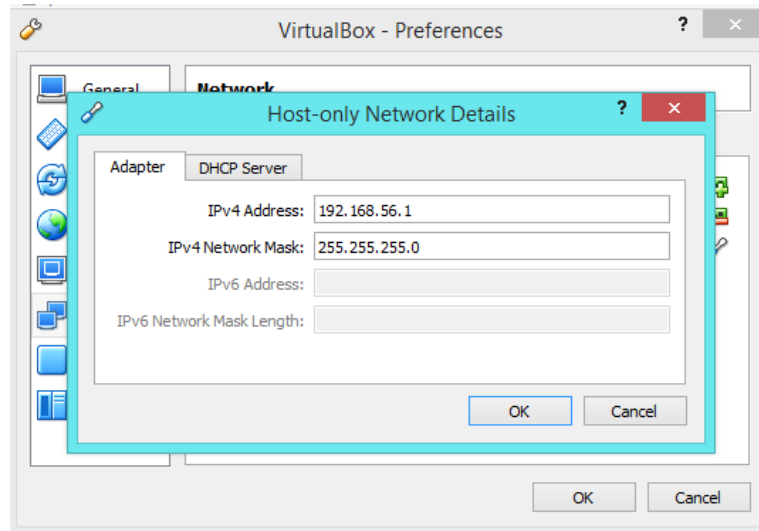 VirtualBox - Preferences
?
×
General
Network
Host-only Network Details
?
×
Adapter
DHCP Server
IPv4 Address:
192.168.56.1
IPv4 Network Mask:
255.255.255.0
IPv6 Address:
IPv6 Network Mask Length:
OK
Cancel
OK
Cancel